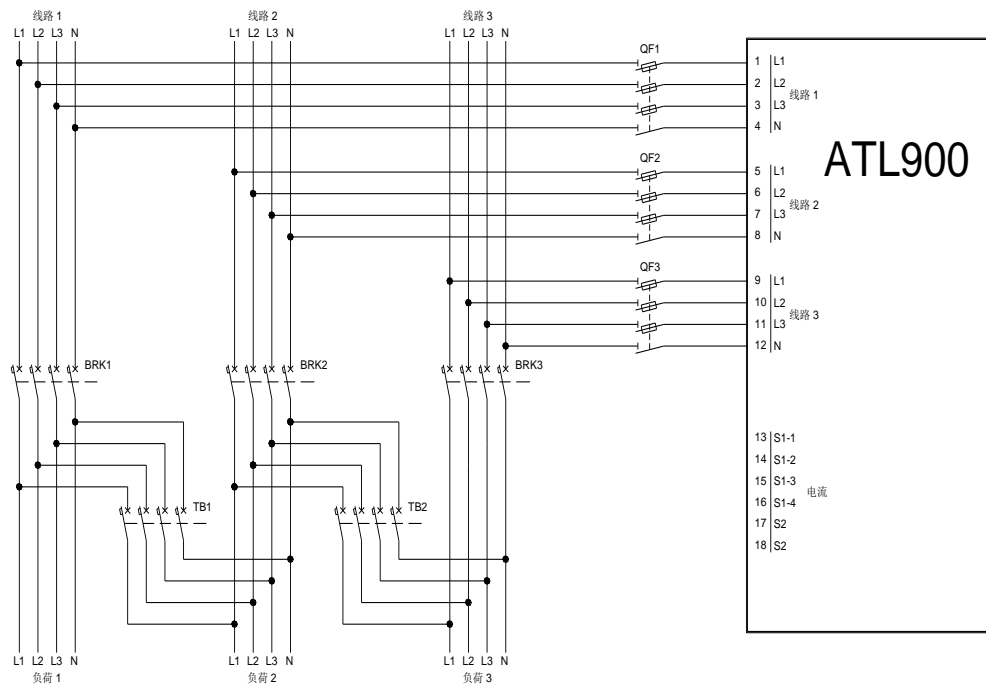 线路 1
线路 2
线路 3
L1 L2 L3 N
L1 L2 L3 N
L1 L2 L3 N
QF1
1 L1
2 L2
3 L3
4 N
线路 1
ATL900
QF2
5 L1
6 L2
7 L3
8 N
线路 2
QF3
9 L1
10 L2
11 L3
12 N
线路 3
BRK1
BRK2
BRK3
13 S1-1
14 S1-2
15 S1-3
16 S1-4
17 S2
18 S2
电流
TB1
TB2
L1 L2 L3 N
L1 L2 L3 N
L1 L2 L3 N
负荷 1
负荷 2
负荷 3